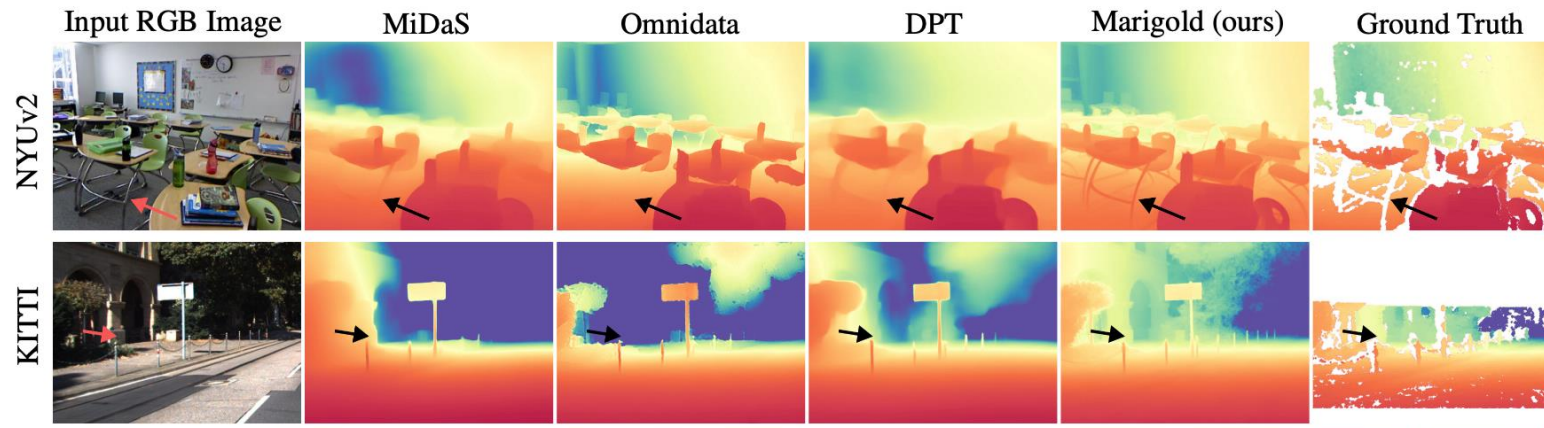 Input RGB Image MiDaS Omnidata DPT Marigold (ours) Ground Truth
NYUv2
KITTI